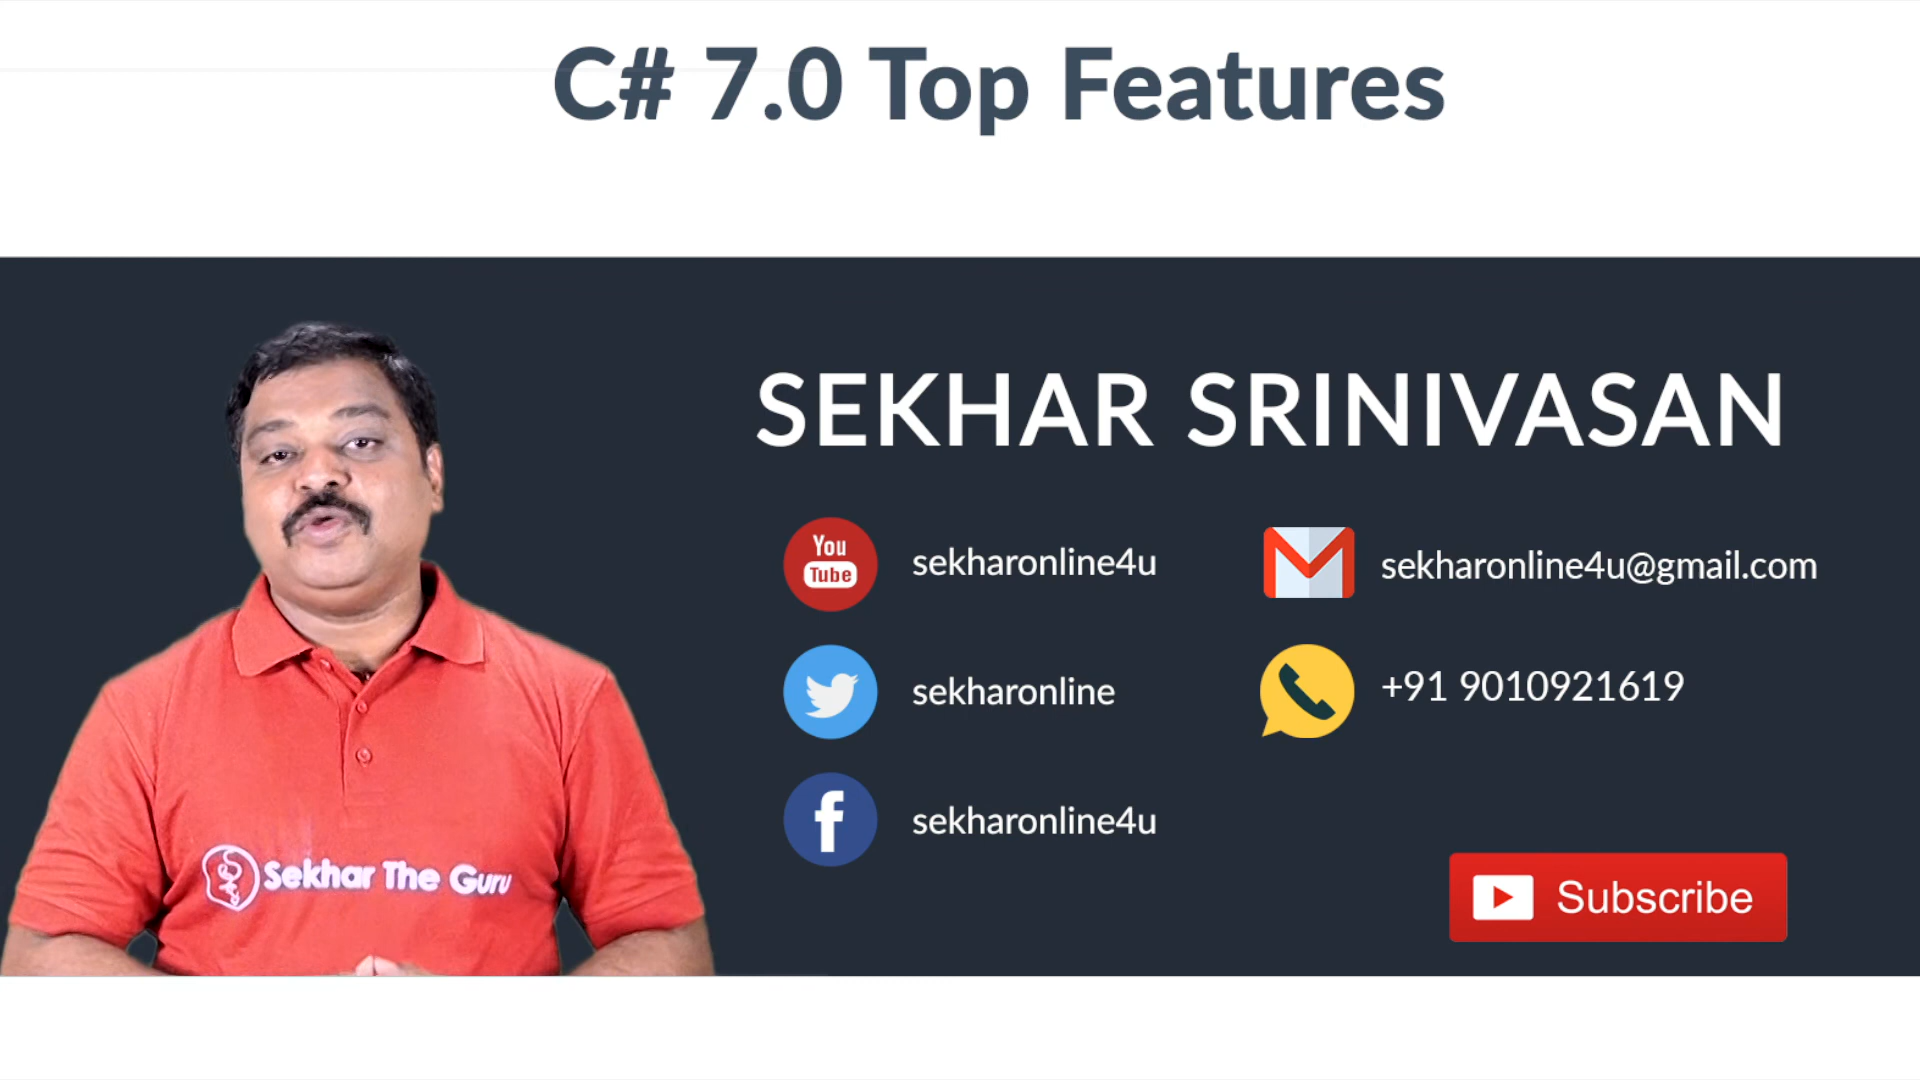 C# 7.0 Top Features
SEKHAR SRINIVASAN
You
Tube
sekharonline4u
sekharonline4u@gmail.com
sekharonline
+91 9010921619
f
sekharonline4u
Sekhar The Guru
Subscribe